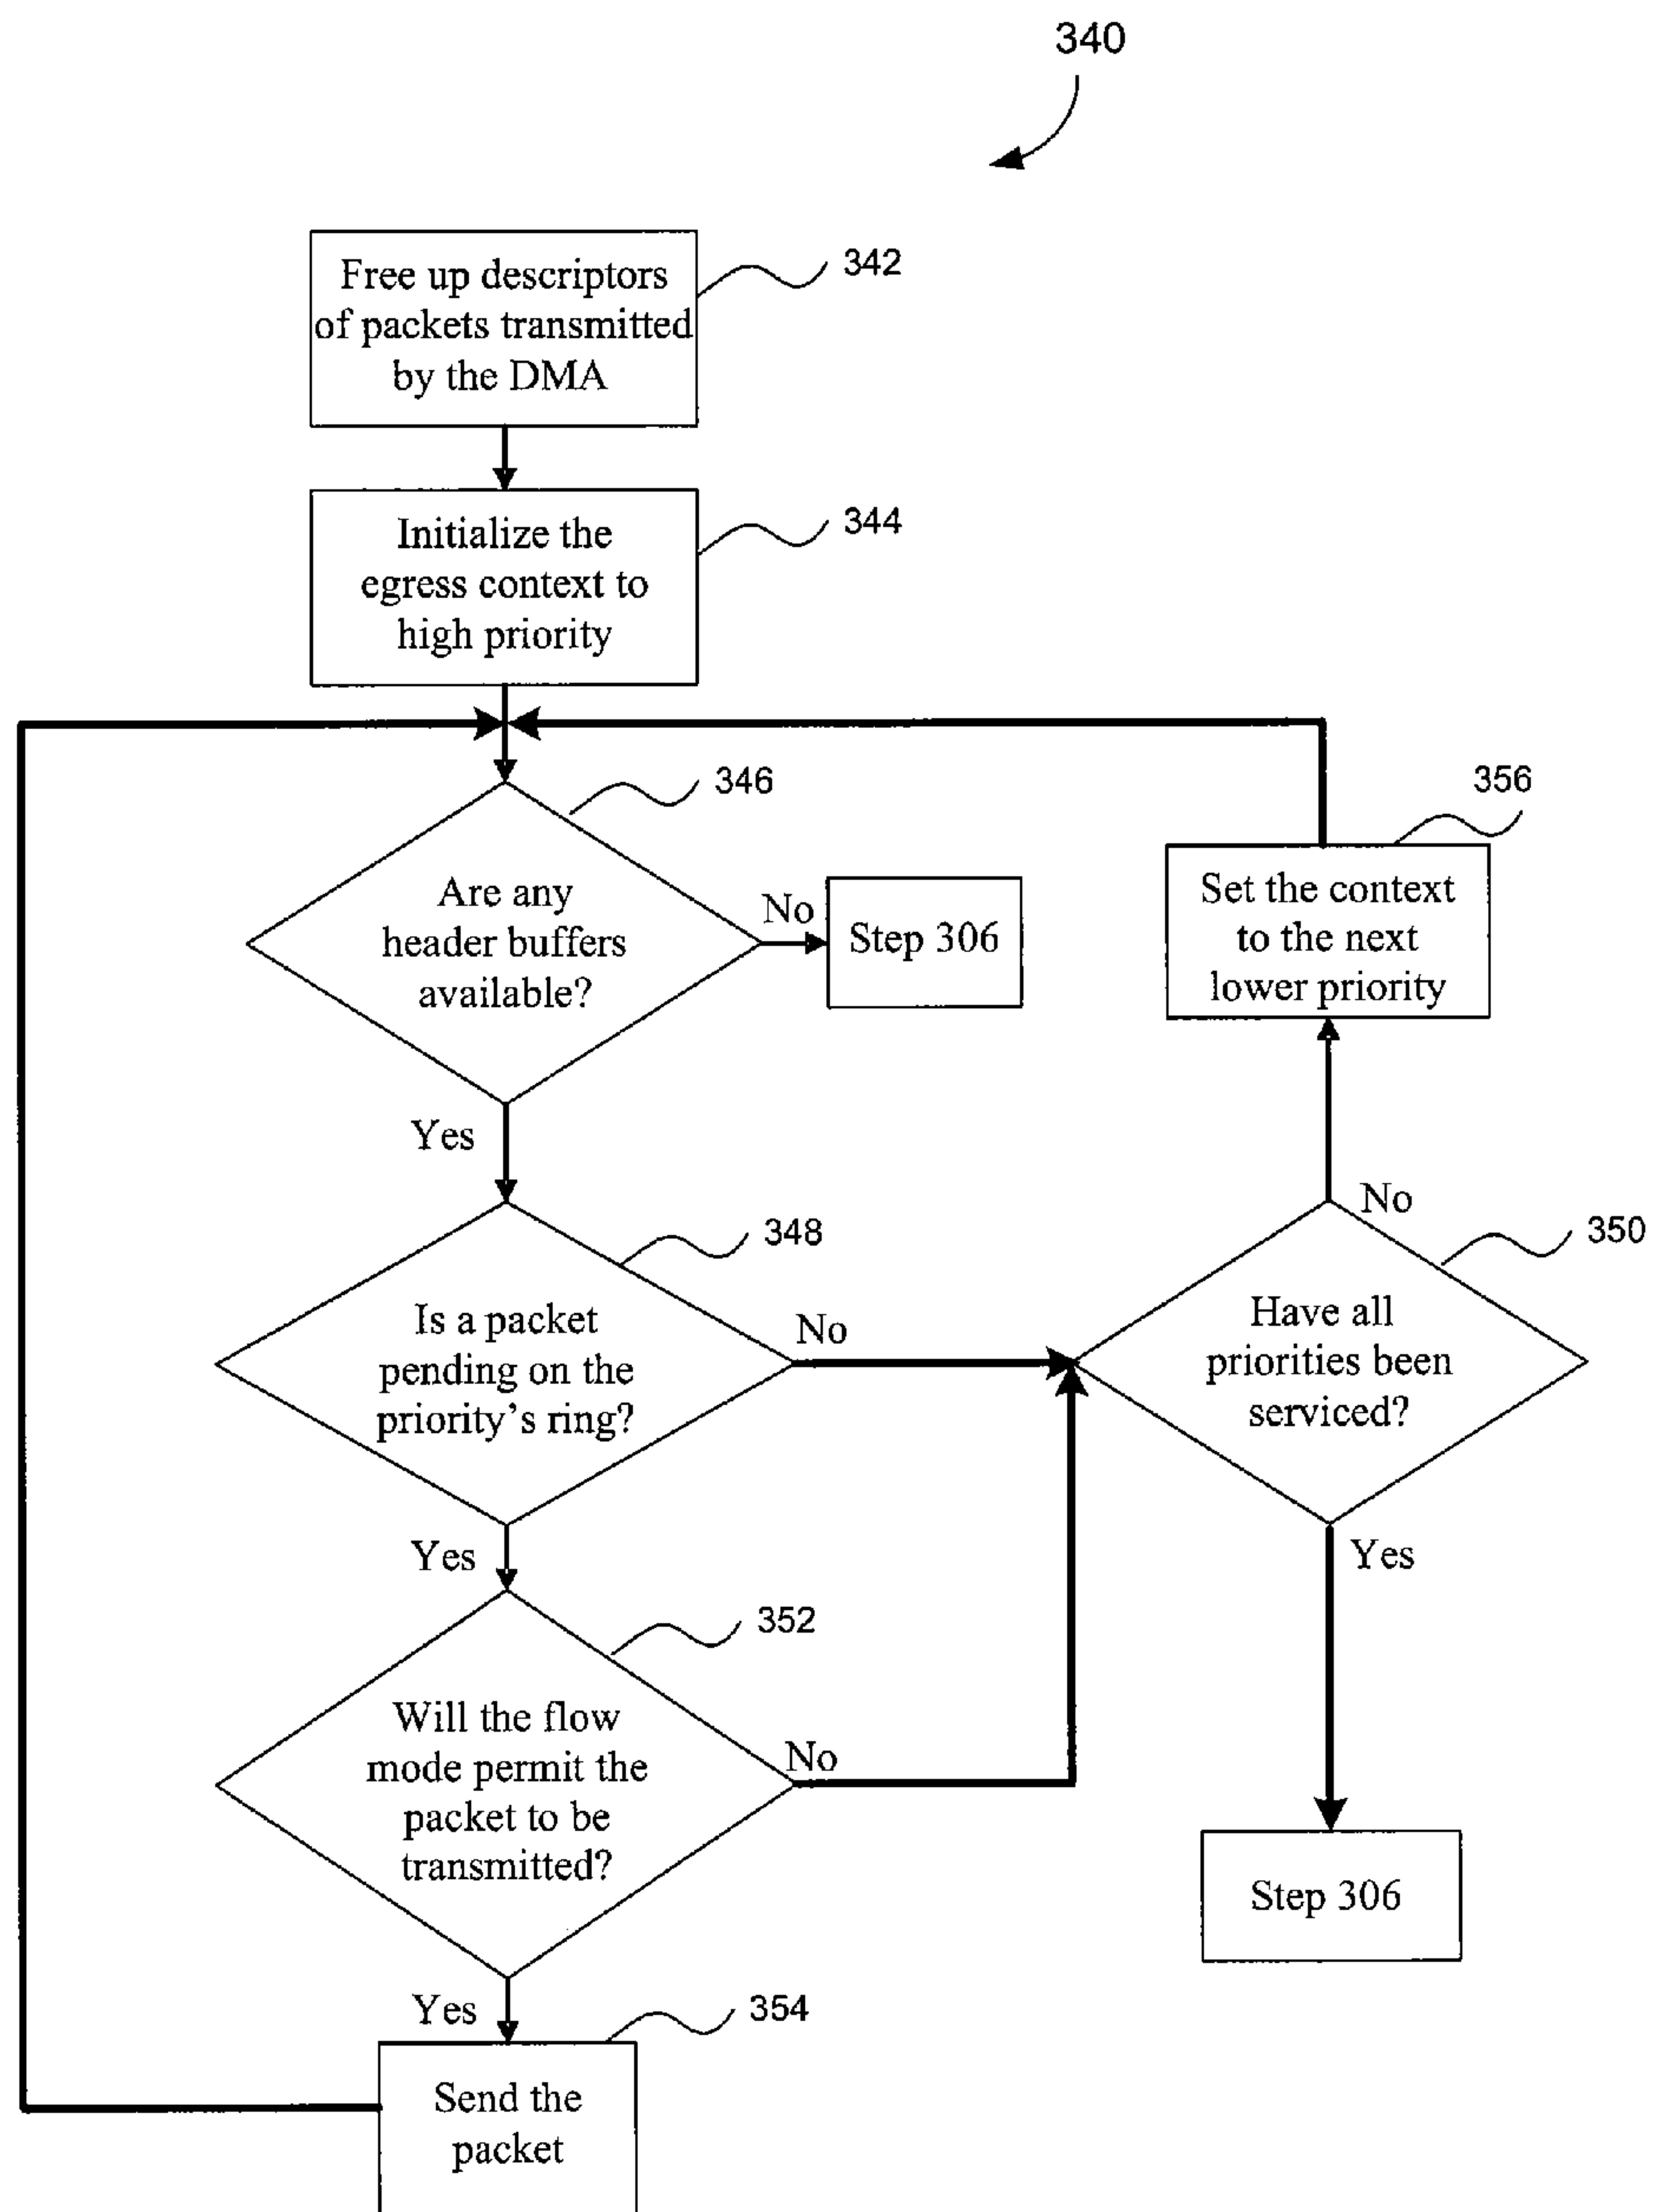 340
Free up descriptors
of packets transmitted
by the DMA
342
Initialize the
egress context to
high priority
344
346
Are any
header buffers
available?
No
Step 306
356
Set the context
to the next
lower priority
Yes
348
Is a packet
pending on the
priority's ring?
No
No
350
Have all
priorities been
serviced?
Yes
Yes
352
Will the flow
mode permit the
packet to be
transmitted?
No
Step 306
Yes
354
Send the
packet